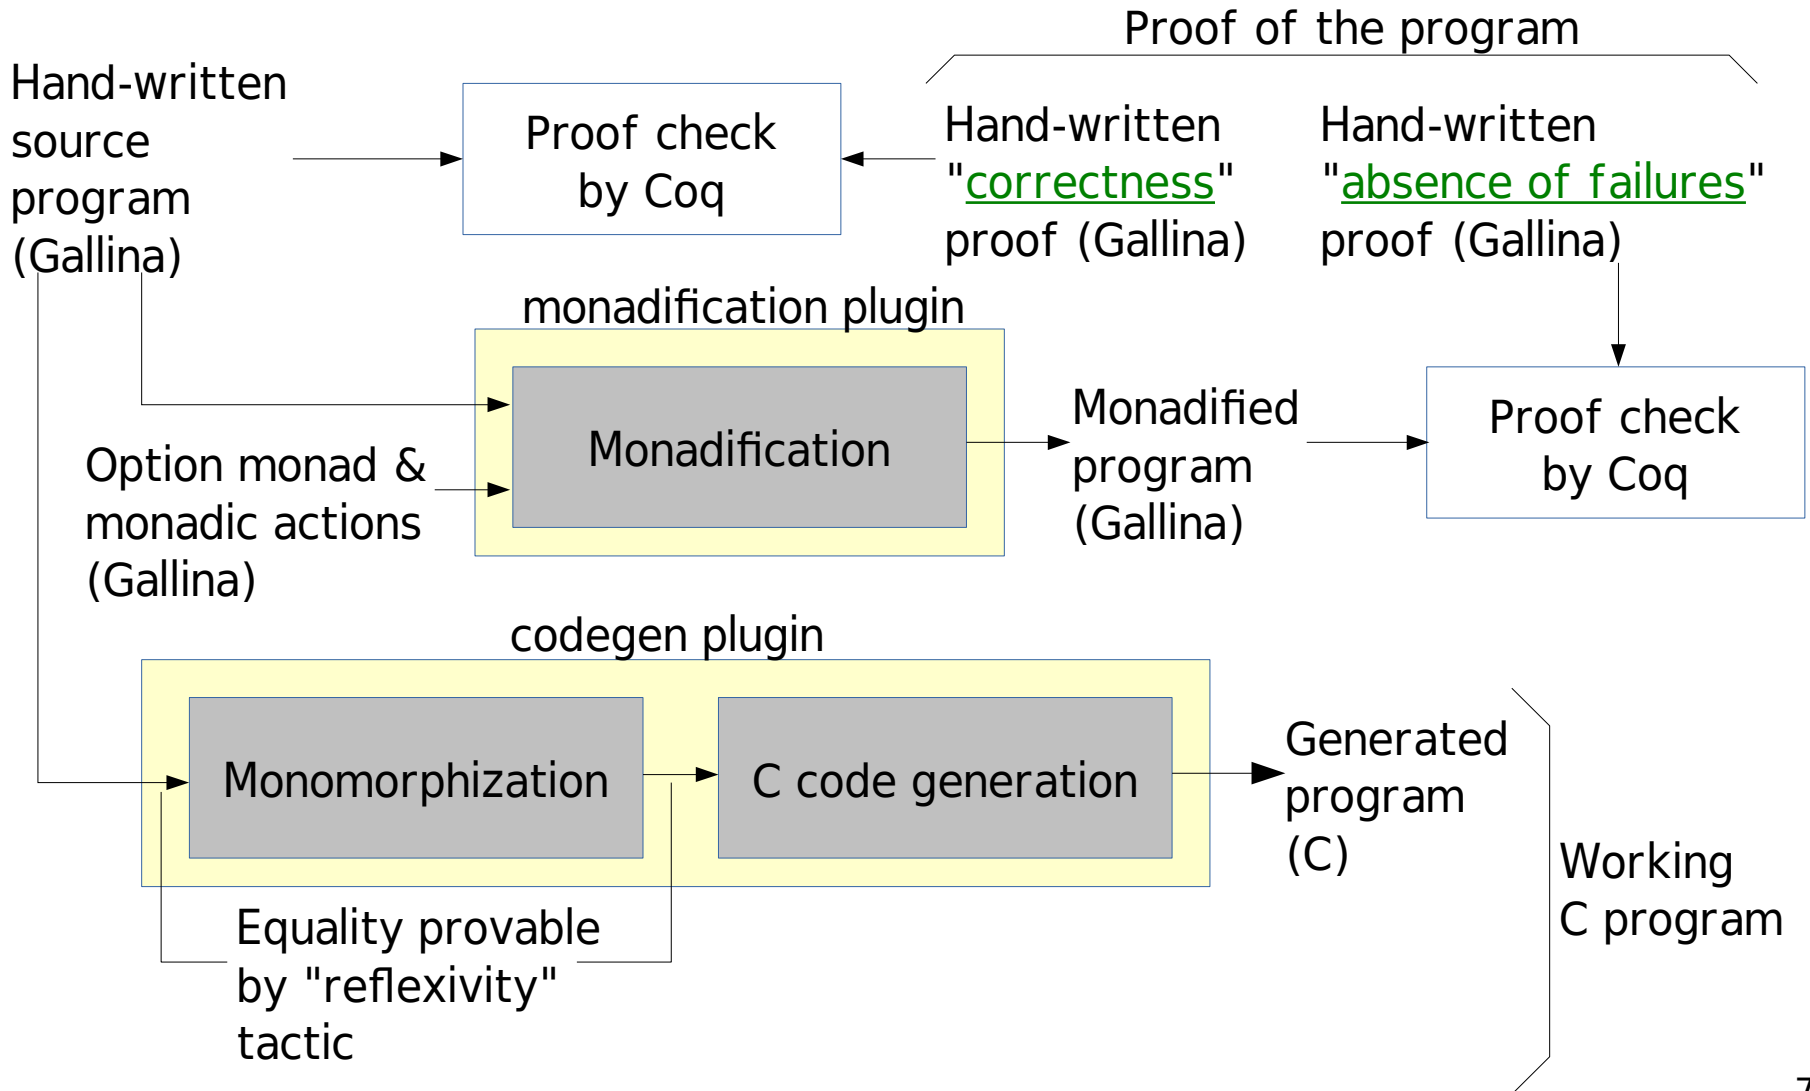 Proof of the program
Hand-written
source
program
(Gallina)
Proof check
by Coq
Hand-written
"correctness"
proof (Gallina)
Hand-written
"absence of failures"
proof (Gallina)
monadification plugin
Monadification
Option monad &
monadic actions
(Gallina)
Monadified
program
(Gallina)
Proof check
by Coq
codegen plugin
Monomorphization
C code generation
Generated
program
(C)
Working
C program
Equality provable
by "reflexivity"
tactic